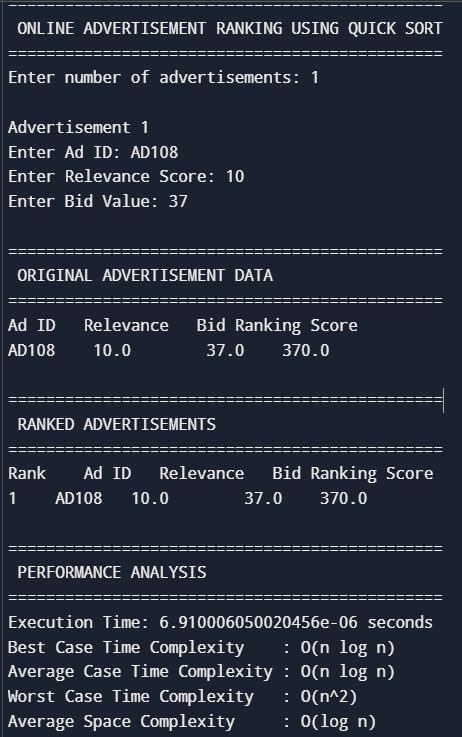 ==============================================
ONLINE ADVERTISEMENT RANKING USING QUICK SORT
==============================================
Enter number of advertisements: 1

Advertisement 1
Enter Ad ID: AD108
Enter Relevance Score: 10
Enter Bid Value: 37

==============================================
ORIGINAL ADVERTISEMENT DATA
==============================================
Ad ID   Relevance   Bid Ranking Score
AD108    10.0        37.0    370.0

==============================================
RANKED ADVERTISEMENTS
==============================================
Rank    Ad ID   Relevance   Bid Ranking Score
1    AD108   10.0        37.0    370.0

==============================================
PERFORMANCE ANALYSIS
==============================================
Execution Time: 6.910006050020456e-06 seconds
Best Case Time Complexity    : O(n log n)
Average Case Time Complexity : O(n log n)
Worst Case Time Complexity   : O(n^2)
Average Space Complexity     : O(log n)